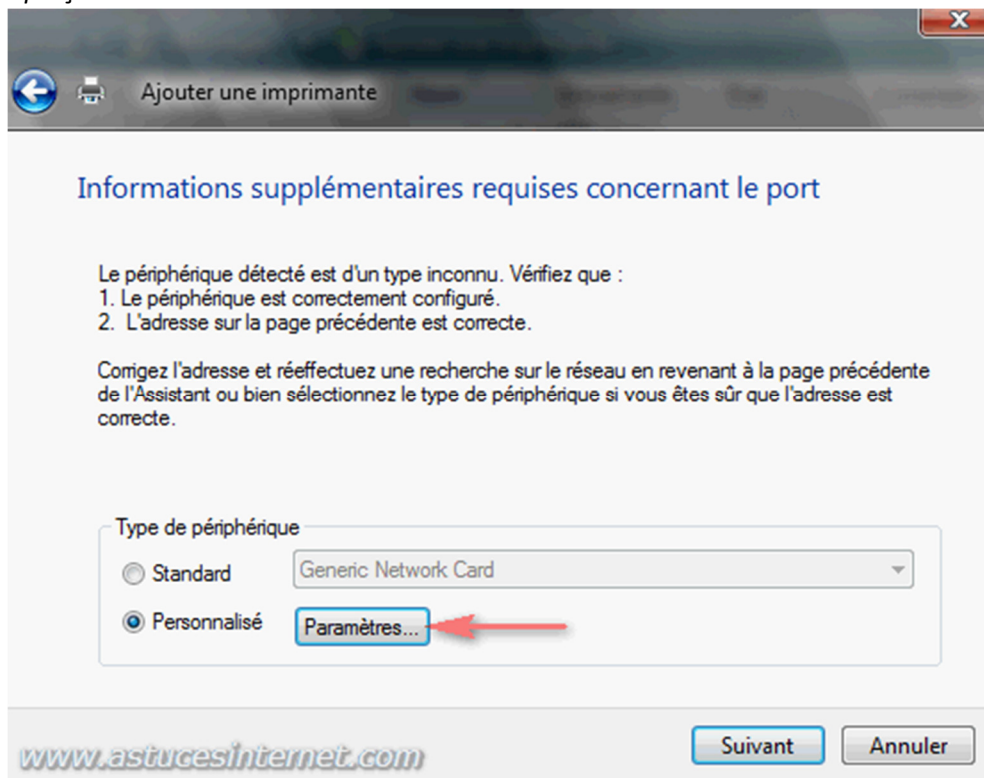 Ajouter une imprimante
Informations supplémentaires requises concernant le port
Le périphérique détecté est d'un type inconnu. Vérifiez que :
1. Le périphérique est correctement configuré.
2. L'adresse sur la page précédente est correcte.
Corrigez l'adresse et réeffectuez une recherche sur le réseau en revenant à la page précédente
de l'Assistant ou bien sélectionnez le type de périphérique si vous êtes sûr que l'adresse est
correcte.
Type de périphérique
Standard
Generic Network Card
Personnalisé
Paramètres...
www.astucesinternet.com
Suivant
Annuler